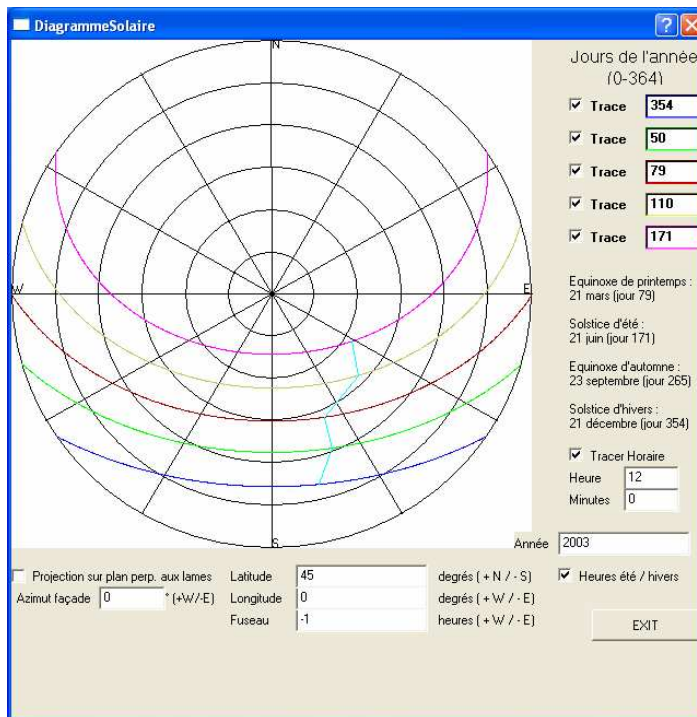 DiagrammeSolaire
N
W
E
S
Jours de l'année
(0-364)
Trace 354
Trace 50
Trace 79
Trace 110
Trace 171
Equinoxe de printemps :
21 mars (jour 79)
Solstice d'été :
21 juin (jour 171)
Equinoxe d'automne :
23 septembre (jour 265)
Solstice d'hivers :
21 décembre (jour 354)
Tracer Horaire
Heure 12
Minutes 0
Année 2003
Projection sur plan perp. aux lames
Azimut façade 0 ° (+W/-E)
Latitude 45 degrés ( + N / - S)
Longitude 0 degrés ( + W / - E)
Fuseau -1 heures ( + W / - E)
Heures été / hivers
EXIT